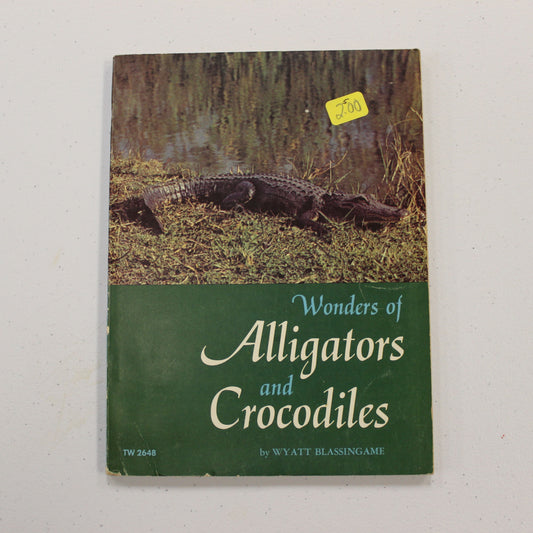 2.00
Wonders of
Alligators
and
Crocodiles
TW 2648
by WYATT BLASSINGAME